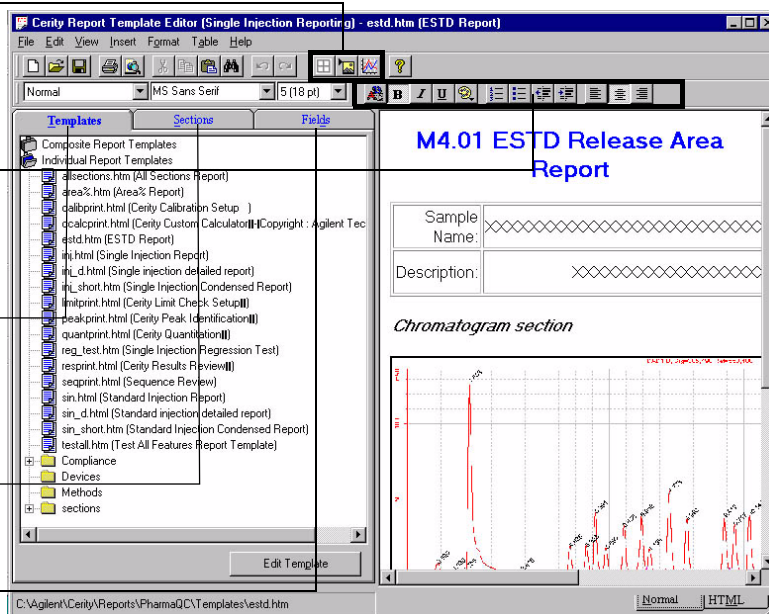 Cerity Report Template Editor (Single Injection Reporting) - estd.htm (ESTD Report)
File Edit View Insert Format Table Help
Normal MS Sans Serif 5 (18 pt) B I U
Templates Sections Fields
Composite Report Templates
Individual Report Templates
allsections.htm (All Sections Report)
area%.htm (Area% Report)
calibprint.html (Cerity Calibration Setup )
ccalcprint.html (Cerity Custom Calculator Copyright : Agilent Tec
estd.htm (ESTD Report)
inj.html (Single Injection Report)
inj_d.html (Single injection detailed report)
inj_short.html (Single Injection Condensed Report)
limitprint.html (Cerity Limit Check Setup)
peakprint.html (Cerity Peak Identification)
quantprint.html (Cerity Quantitation)
reg_test.htm (Single Injection Regression Test)
resprint.html (Cerity Results Review)
seqprint.html (Sequence Review)
sin.html (Standard Injection Report)
sin_d.html (Standard injection detailed report)
sin_short.htm (Standard Injection Condensed Report)
testall.htm (Test All Features Report Template)
Compliance
Devices
Methods
sections
Edit Template
C:\Agilent\Cerity\Reports\PharmaQC\Templates\estd.htm
M4.01 ESTD Release Area
Report
Sample
Name:
XXXXXXXXXXXXXXXXXXXXXXXX
Description:
XXXXXXXXXXXXXXXX
Chromatogram section
Normal HTML